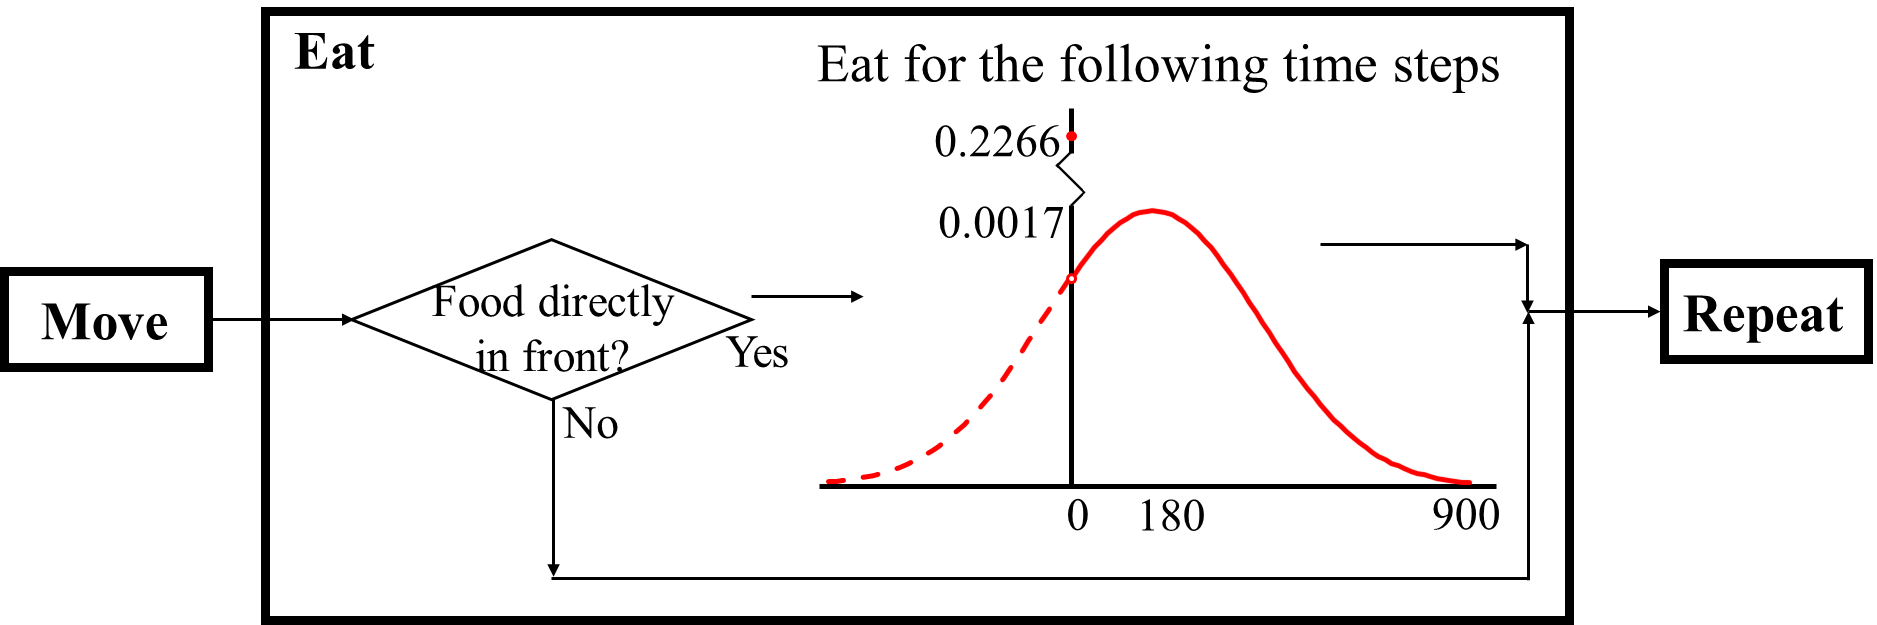 Eat
Eat for the following time steps
0.2266
0.0017
Move
Food directly
in front?
Yes
No
0
180
900
Repeat